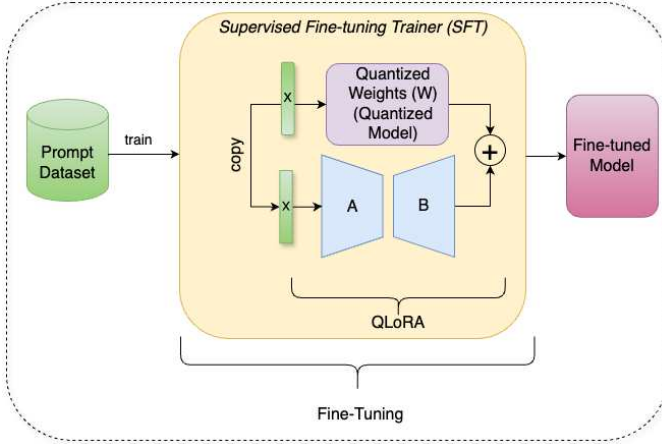 Supervised Fine-tuning Trainer (SFT)
Prompt
Dataset
train
copy
x
x
Quantized
Weights (W)
(Quantized
Model)
A
B
+
Fine-tuned
Model
QLoRA
Fine-Tuning